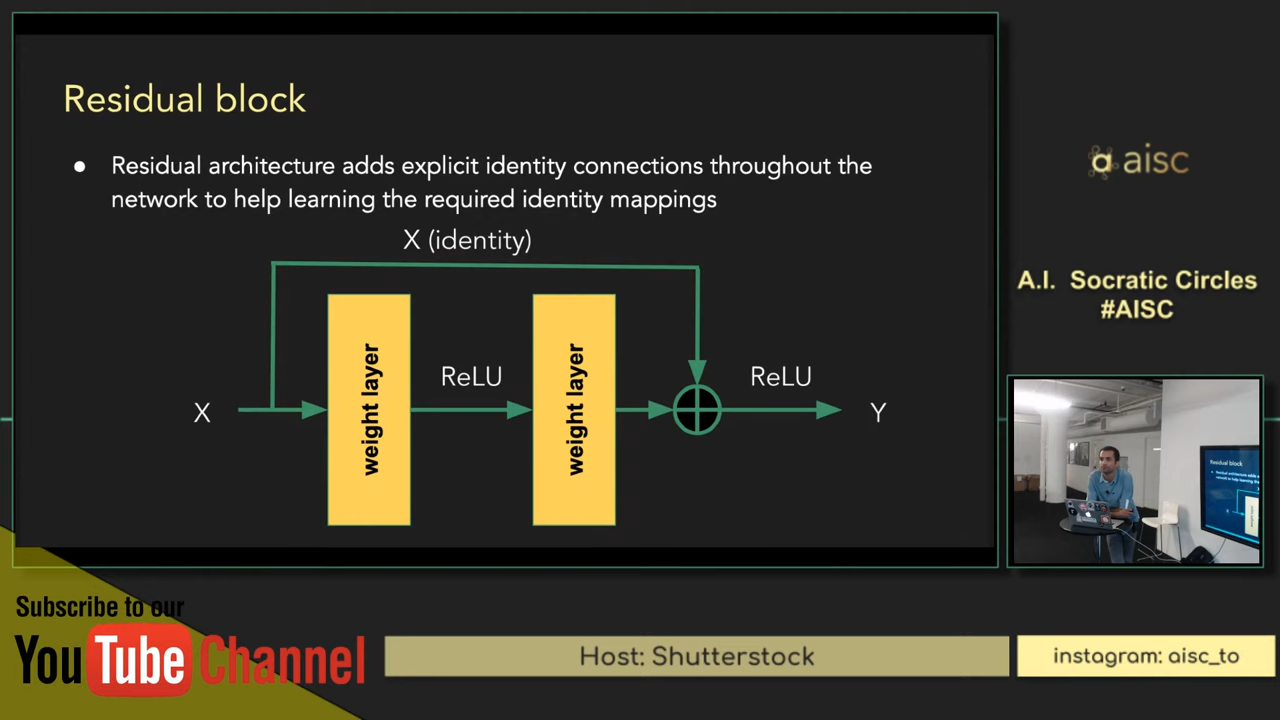 Residual block
● Residual architecture adds explicit identity connections throughout the
network to help learning the required identity mappings
X (identity)
weight layer
ReLU
weight layer
ReLU
X
Y
aisc
A.I. Socratic Circles
#AISC
Residual block
Subscribe to our
YouTube Channel
Host: Shutterstock
instagram: aisc_to